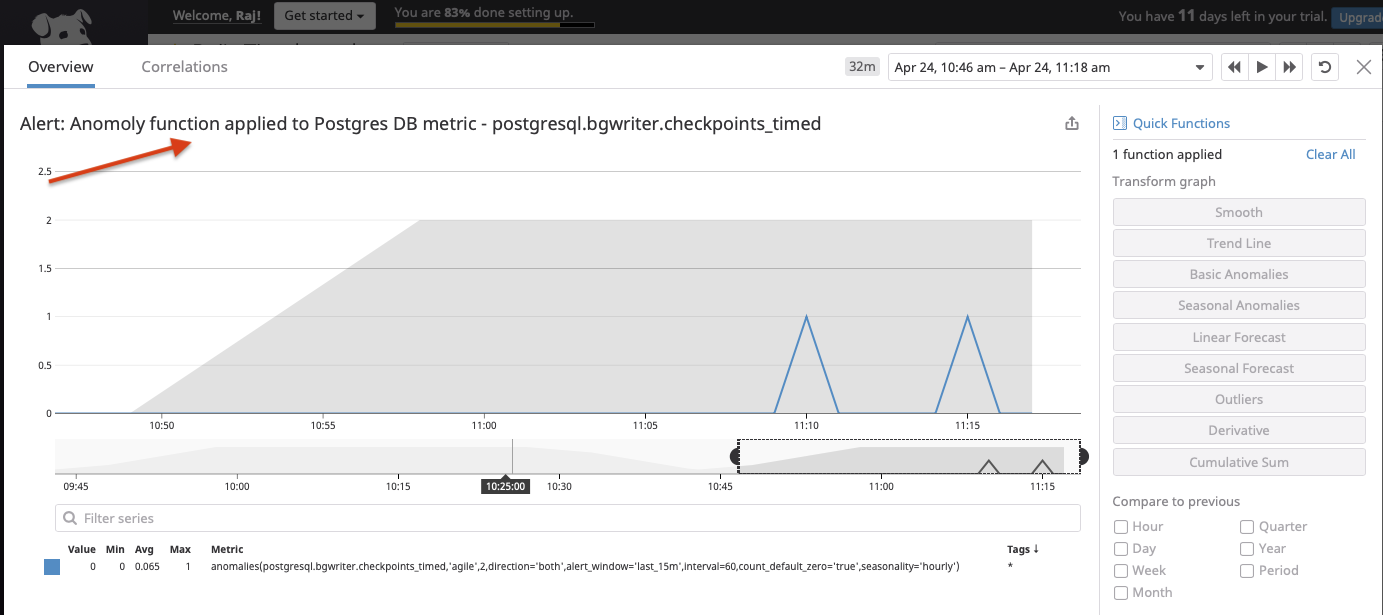 Welcome, Raj!
Get started
You are 83% done setting up.
You have 11 days left in your trial.
Upgrade
Overview
Correlations
32m
Apr 24, 10:46 am – Apr 24, 11:18 am
Alert: Anomoly function applied to Postgres DB metric - postgresql.bgwriter.checkpoints_timed
2.5
2
1.5
1
0.5
0
10:50 10:55 11:00 11:05 11:10 11:15
09:45 10:00 10:15 10:25:00 10:30 10:45 11:00 11:15
Filter series
Value Min Avg Max Metric Tags ↓
0 0 0.065 1 anomalies(postgresql.bgwriter.checkpoints_timed,'agile',2,direction='both',alert_window='last_15m',interval=60,count_default_zero='true',seasonality='hourly') *
Quick Functions
1 function applied Clear All
Transform graph
Smooth
Trend Line
Basic Anomalies
Seasonal Anomalies
Linear Forecast
Seasonal Forecast
Outliers
Derivative
Cumulative Sum
Compare to previous
Hour Quarter
Day Year
Week Period
Month